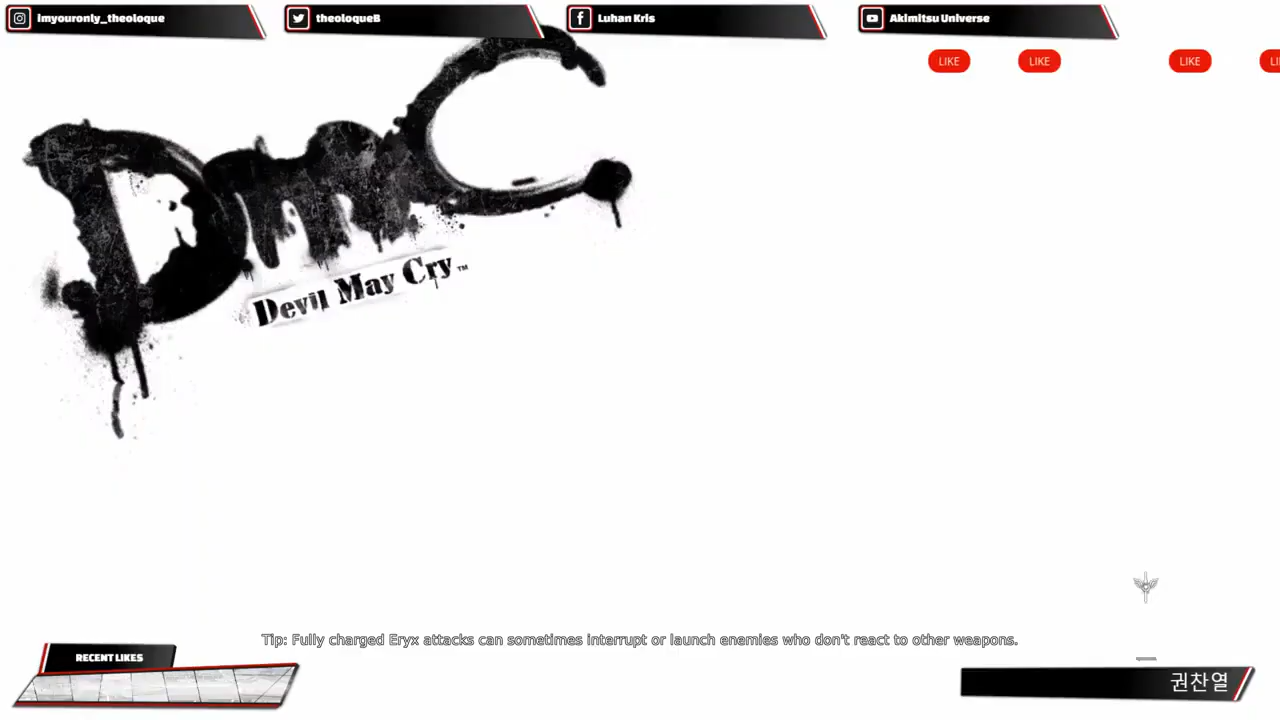 imyouronly_theoloque
theoloqueB
Luhan Kris
Akimitsu Universe
LIKE
LIKE
LIKE
LI
DmC
Devil May Cry™
Tip: Fully charged Eryx attacks can sometimes interrupt or launch enemies who don't react to other weapons.
RECENT LIKES
권찬열